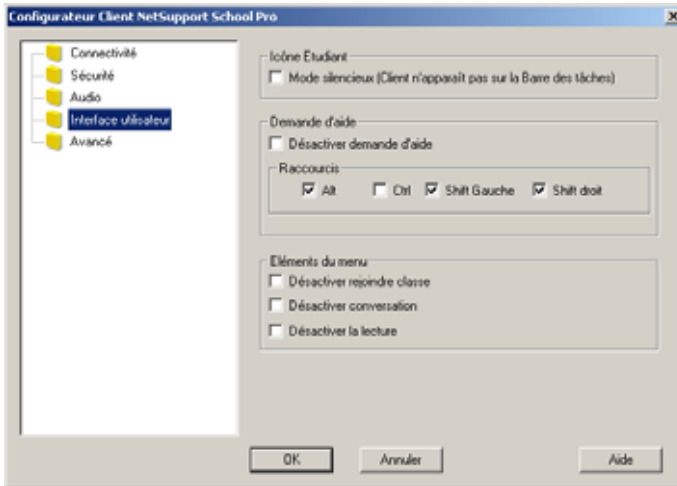 Configurateur Client NetSupport School Pro
Connectivité
Sécurité
Audio
Interface utilisateur
Avancé
Icône Étudiant
Mode silencieux (Client n'apparaît pas sur la Barre des tâches)
Demande d'aide
Désactiver demande d'aide
Raccourcis
Alt Ctrl Shift Gauche Shift droit
Eléments du menu
Désactiver rejoindre classe
Désactiver conversation
Désactiver la lecture
OK Annuler Aide